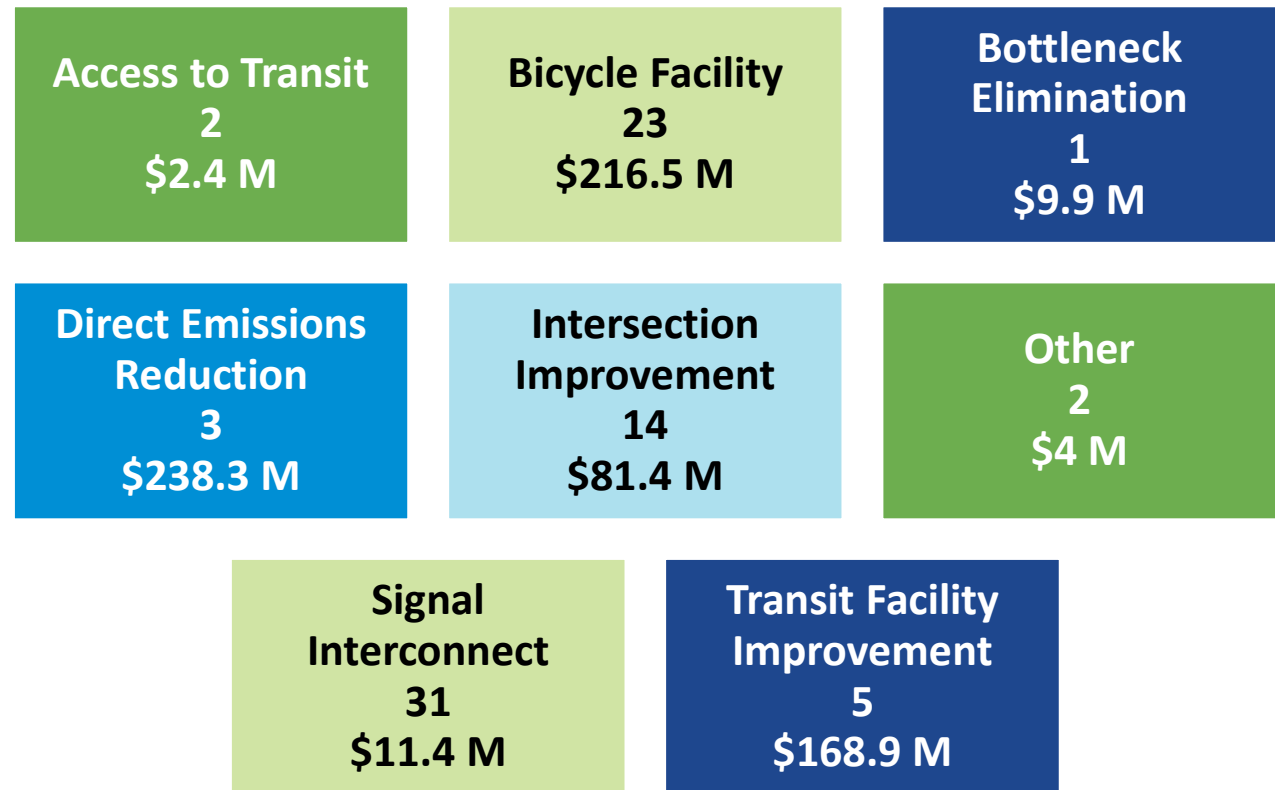 Access to Transit
2
$2.4 M
Bicycle Facility
23
$216.5 M
Bottleneck
Elimination
1
$9.9 M
Direct Emissions
Reduction
3
$238.3 M
Intersection
Improvement
14
$81.4 M
Other
2
$4 M
Signal
Interconnect
31
$11.4 M
Transit Facility
Improvement
5
$168.9 M